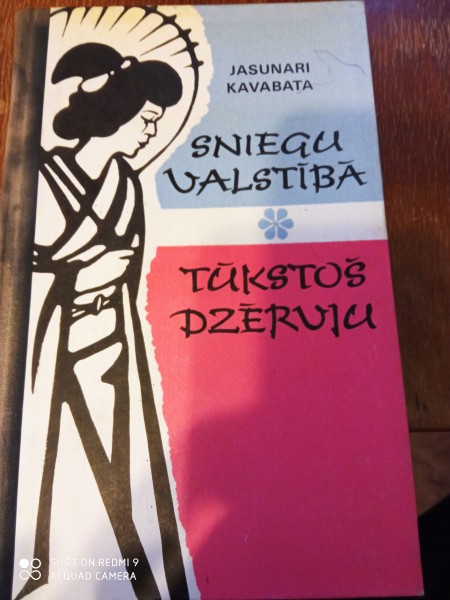 JASUNARI
KAVABATA
SNIEGU
VALSTĪBĀ
TŪKSTOŠ
DZĒRVJU
SHOT ON REDMI 9
AI QUAD CAMERA